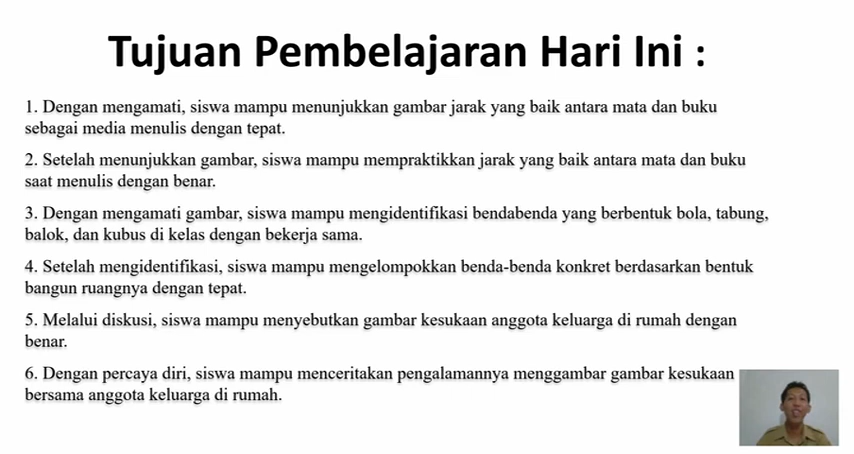 Tujuan Pembelajaran Hari Ini :
1. Dengan mengamati, siswa mampu menunjukkan gambar jarak yang baik antara mata dan buku
sebagai media menulis dengan tepat.
2. Setelah menunjukkan gambar, siswa mampu mempraktikkan jarak yang baik antara mata dan buku
saat menulis dengan benar.
3. Dengan mengamati gambar, siswa mampu mengidentifikasi bendabenda yang berbentuk bola, tabung,
balok, dan kubus di kelas dengan bekerja sama.
4. Setelah mengidentifikasi, siswa mampu mengelompokkan benda-benda konkret berdasarkan bentuk
bangun ruangnya dengan tepat.
5. Melalui diskusi, siswa mampu menyebutkan gambar kesukaan anggota keluarga di rumah dengan
benar.
6. Dengan percaya diri, siswa mampu menceritakan pengalamannya menggambar gambar kesukaan
bersama anggota keluarga di rumah.